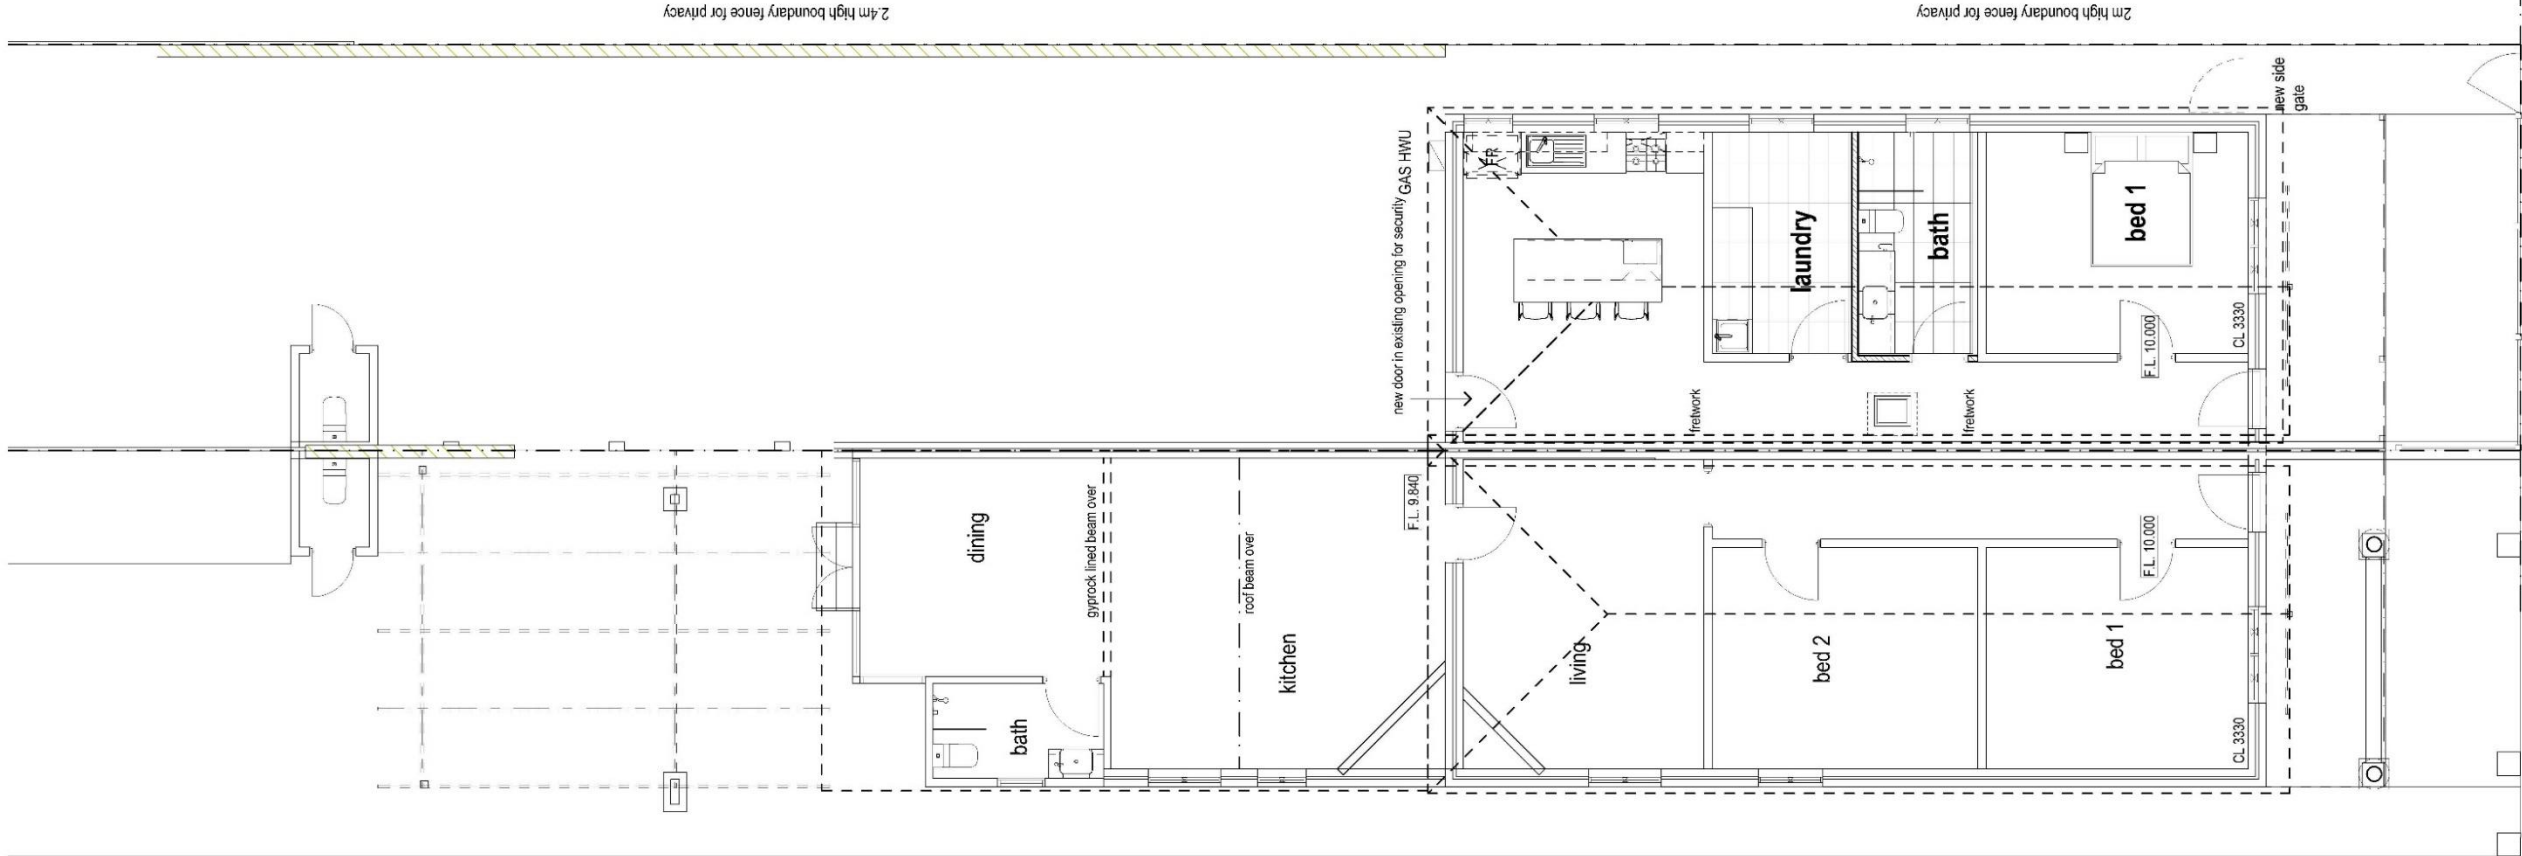 2.4m high boundary fence for privacy
2m high boundary fence for privacy
new side
gate
GAS HWU
new door in existing opening for security
FR
laundry
bath
bed 1
CL 3330
F.L. 10.000
fretwork
fretwork
F.L. 9.840
dining
gyprock lined beam over
roof beam over
kitchen
bath
living
bed 2
bed 1
F.L. 10.000
CL 3330